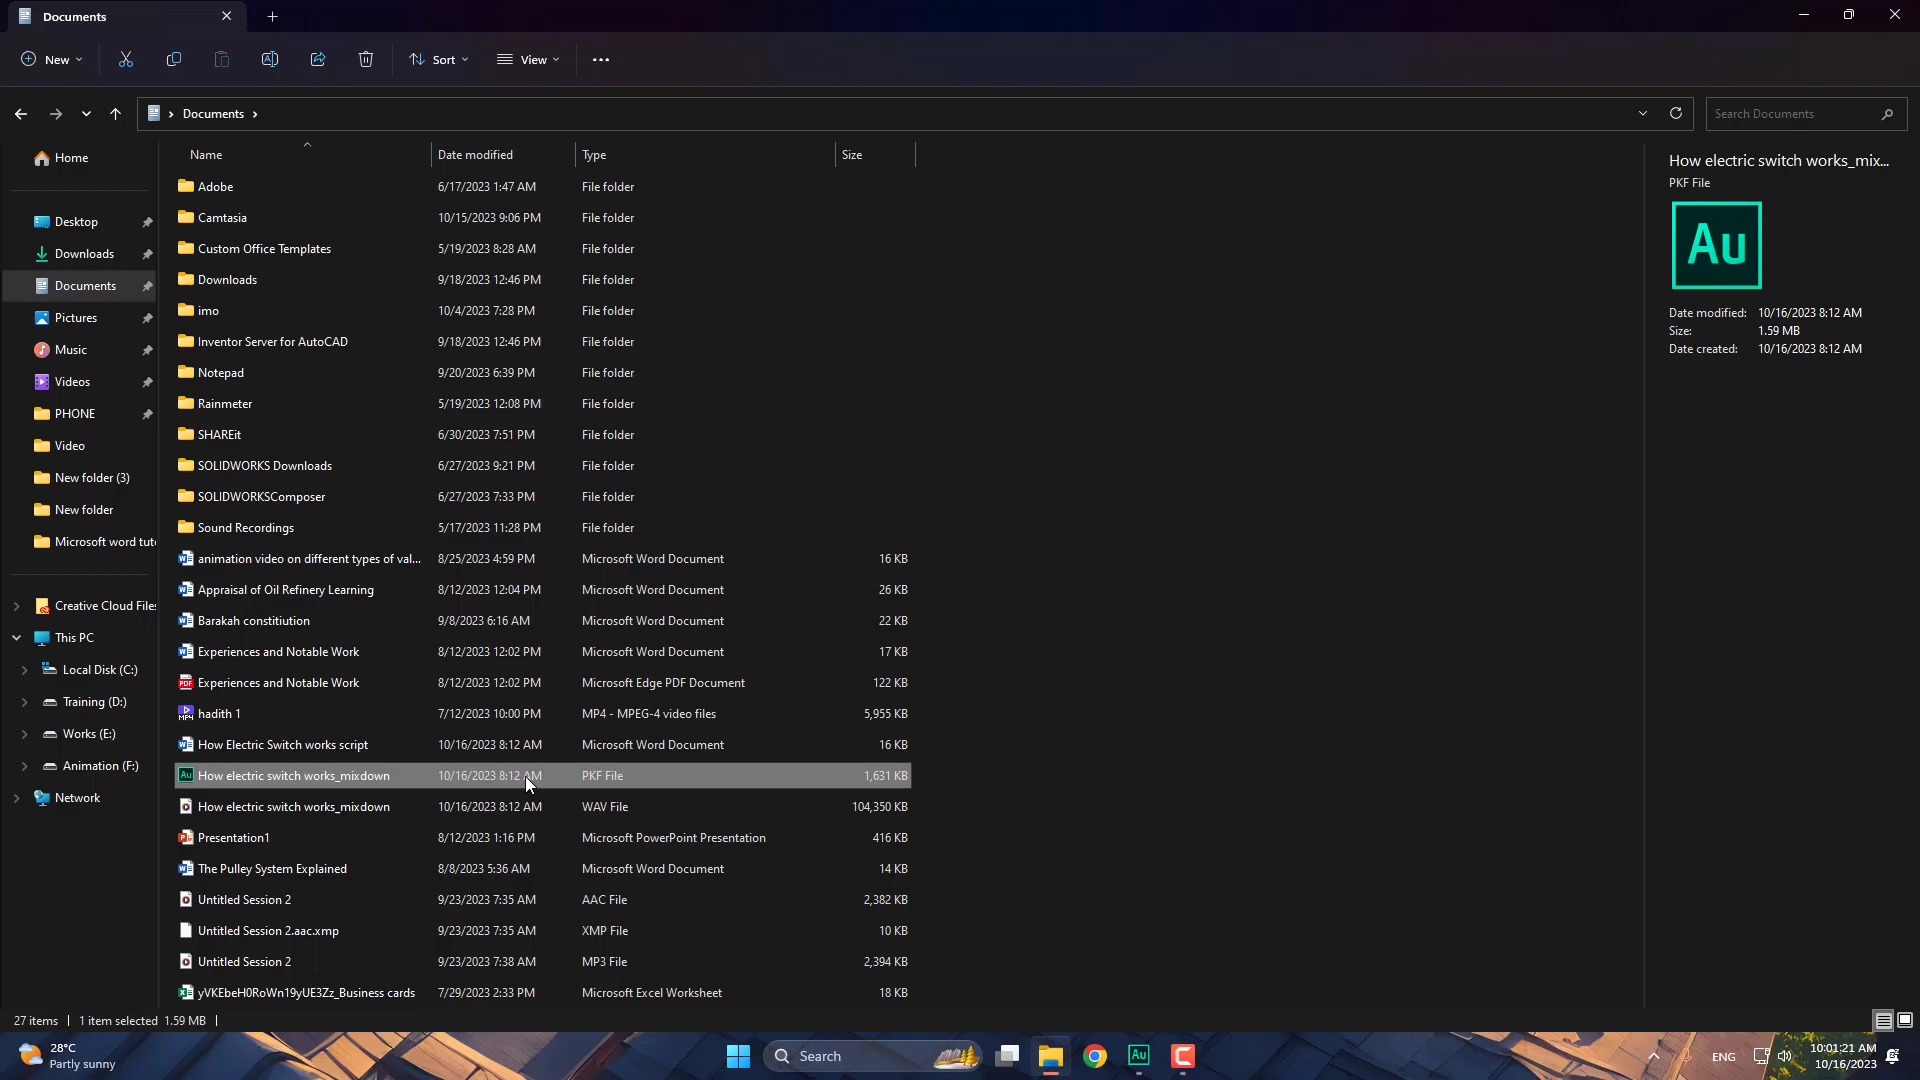 Documents
New
Sort
View
Documents
Search Documents
Home
Desktop
Downloads
Documents
Pictures
Music
Videos
PHONE
Video
New folder (3)
New folder
Microsoft word tut
Creative Cloud Files
This PC
Local Disk (C:)
Training (D:)
Works (E:)
Animation (F:)
Network
Name Date modified Type Size
Adobe 6/17/2023 1:47 AM File folder
Camtasia 10/15/2023 9:06 PM File folder
Custom Office Templates 5/19/2023 8:28 AM File folder
Downloads 9/18/2023 12:46 PM File folder
imo 10/4/2023 7:28 PM File folder
Inventor Server for AutoCAD 9/18/2023 12:46 PM File folder
Notepad 9/20/2023 6:39 PM File folder
Rainmeter 5/19/2023 12:08 PM File folder
SHAREit 6/30/2023 7:51 PM File folder
SOLIDWORKS Downloads 6/27/2023 9:21 PM File folder
SOLIDWORKSComposer 6/27/2023 7:33 PM File folder
Sound Recordings 5/17/2023 11:28 PM File folder
animation video on different types of val... 8/25/2023 4:59 PM Microsoft Word Document 16 KB
Appraisal of Oil Refinery Learning 8/12/2023 12:04 PM Microsoft Word Document 26 KB
Barakah constitiution 9/8/2023 6:16 AM Microsoft Word Document 22 KB
Experiences and Notable Work 8/12/2023 12:02 PM Microsoft Word Document 17 KB
PDF Experiences and Notable Work 8/12/2023 12:02 PM Microsoft Edge PDF Document 122 KB
MP4 hadith 1 7/12/2023 10:00 PM MP4 - MPEG-4 video files 5,955 KB
How Electric Switch works script 10/16/2023 8:12 AM Microsoft Word Document 16 KB
Au How electric switch works_mixdown 10/16/2023 8:12 AM PKF File 1,631 KB
How electric switch works_mixdown 10/16/2023 8:12 AM WAV File 104,350 KB
Presentation1 8/12/2023 1:16 PM Microsoft PowerPoint Presentation 416 KB
The Pulley System Explained 8/8/2023 5:36 AM Microsoft Word Document 14 KB
Untitled Session 2 9/23/2023 7:35 AM AAC File 2,382 KB
Untitled Session 2.aac.xmp 9/23/2023 7:35 AM XMP File 10 KB
Untitled Session 2 9/23/2023 7:38 AM MP3 File 2,394 KB
yVKEbeH0RoWn19yUE3Zz_Business cards 7/29/2023 2:33 PM Microsoft Excel Worksheet 18 KB
How electric switch works_mix...
PKF File
Au
Date modified: 10/16/2023 8:12 AM
Size: 1.59 MB
Date created: 10/16/2023 8:12 AM
27 items 1 item selected 1.59 MB
28°C
Partly sunny
Search
Au
ENG
10:01:21 AM
10/16/2023